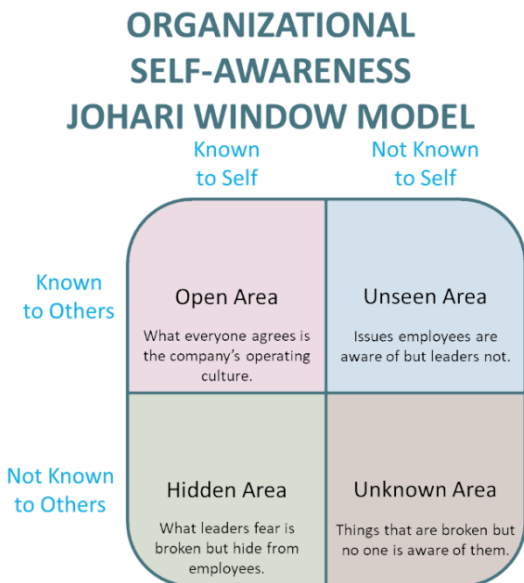 ORGANIZATIONAL
SELF-AWARENESS
JOHARI WINDOW MODEL
Known
to Self
Not Known
to Self
Known
to Others
Open Area
What everyone agrees is
the company's operating
culture.
Unseen Area
Issues employees are
aware of but leaders not.
Not Known
to Others
Hidden Area
What leaders fear is
broken but hide from
employees.
Unknown Area
Things that are broken but
no one is aware of them.